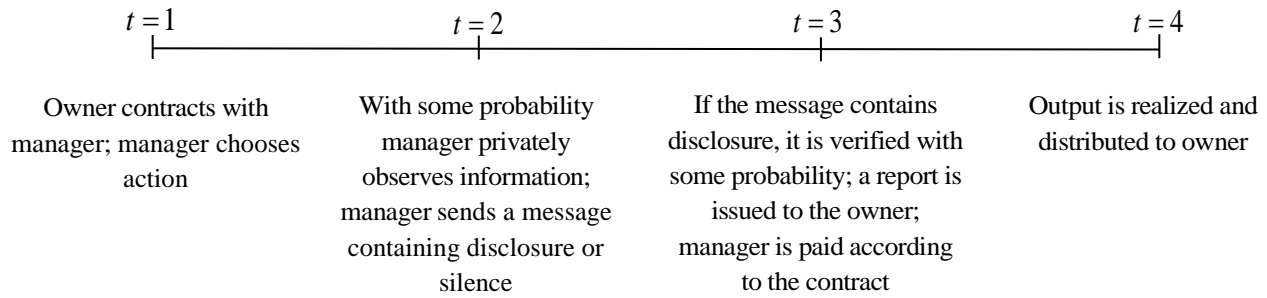 t = 1
t = 2
t = 3
t = 4
Owner contracts with
manager; manager chooses
action
With some probability
manager privately
observes information;
manager sends a message
containing disclosure or
silence
If the message contains
disclosure, it is verified with
some probability; a report is
issued to the owner;
manager is paid according
to the contract
Output is realized and
distributed to owner